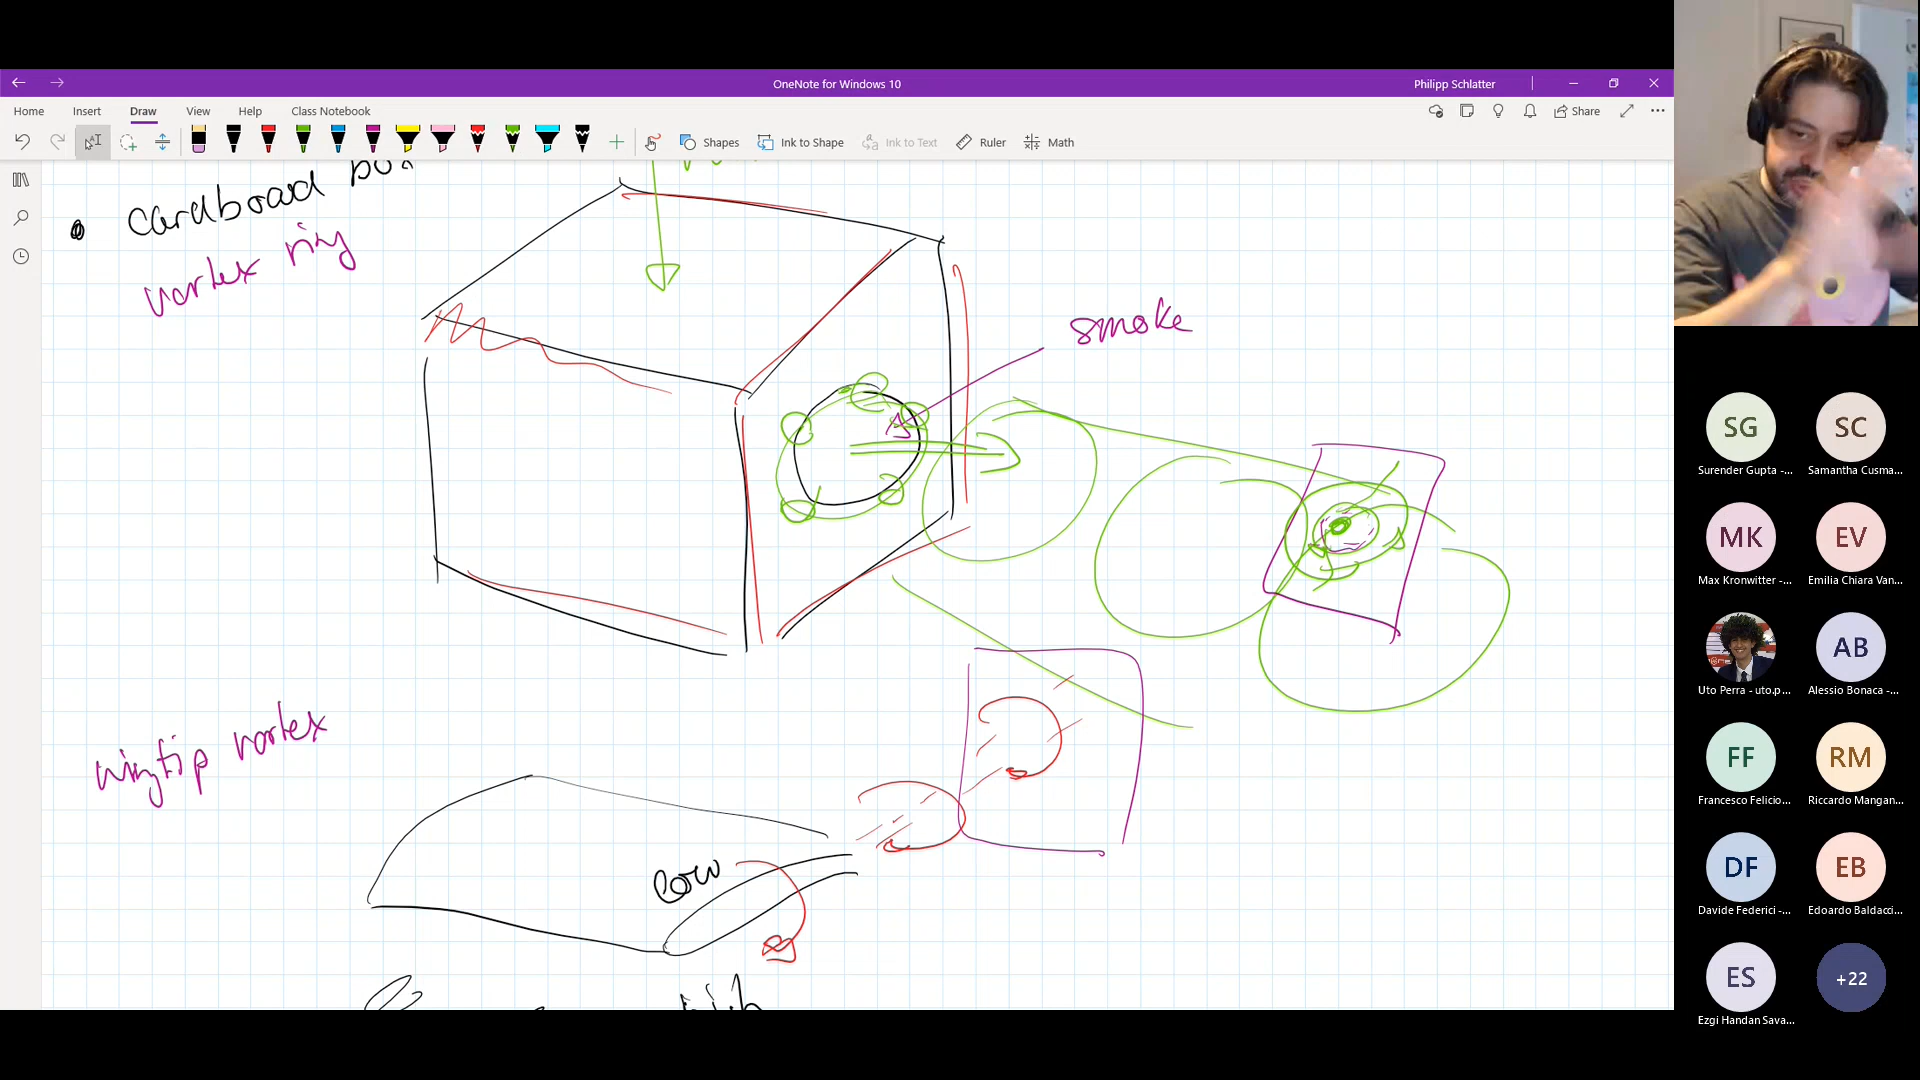 OneNote for Windows 10
Philipp Schlatter
Home Insert Draw View Help Class Notebook
Share
Shapes Ink to Shape Ink to Text Ruler Math
cardboard box
vortex ring
smoke
wingtip vortex
low
SG SC
Surender Gupta -... Samantha Cusma...
MK EV
Max Kronwitter -... Emilia Chiara Van...
AB
Uto Perra - uto.p... Alessio Bonaca -...
FF RM
Francesco Felicio... Riccardo Mangan...
DF EB
Davide Federici -... Edoardo Baldacci...
ES +22
Ezgi Handan Sava...